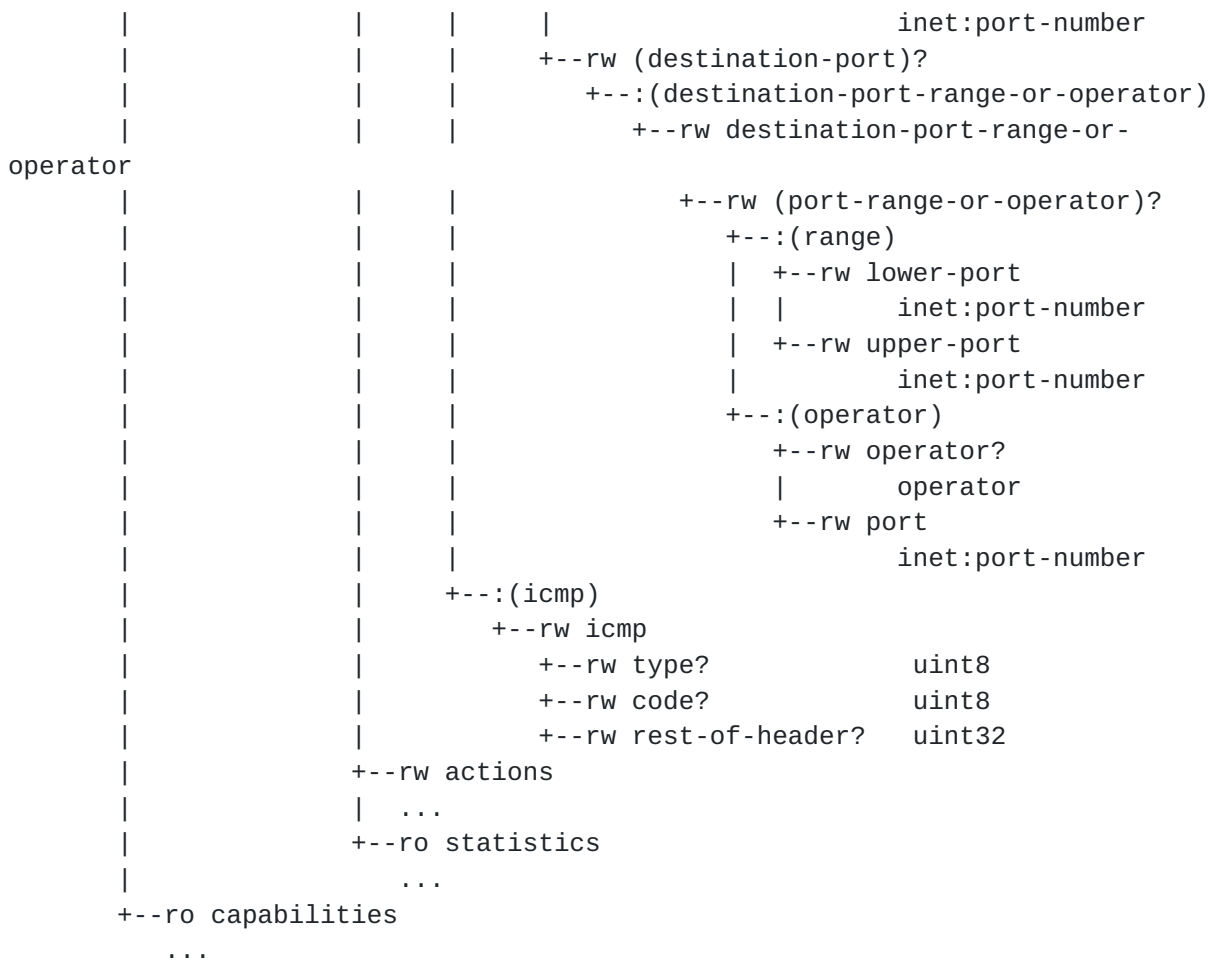 |              |     |     |                      inet:port-number
|              |     |     +--rw (destination-port)?
|              |     |        +--:(destination-port-range-or-operator)
|              |     |           +--rw destination-port-range-or-
operator
|              |     |              +--rw (port-range-or-operator)?
|              |     |                 +--:(range)
|              |     |                 |  +--rw lower-port
|              |     |                 |  |       inet:port-number
|              |     |                 |  +--rw upper-port
|              |     |                 |          inet:port-number
|              |     |                 +--:(operator)
|              |     |                    +--rw operator?
|              |     |                    |       operator
|              |     |                    +--rw port
|              |     |                            inet:port-number
|              |     +--:(icmp)
|              |        +--rw icmp
|              |           +--rw type?             uint8
|              |           +--rw code?             uint8
|              |           +--rw rest-of-header?   uint32
|              +--rw actions
|              |  ...
|              +--ro statistics
|                 ...
+--ro capabilities
   ...